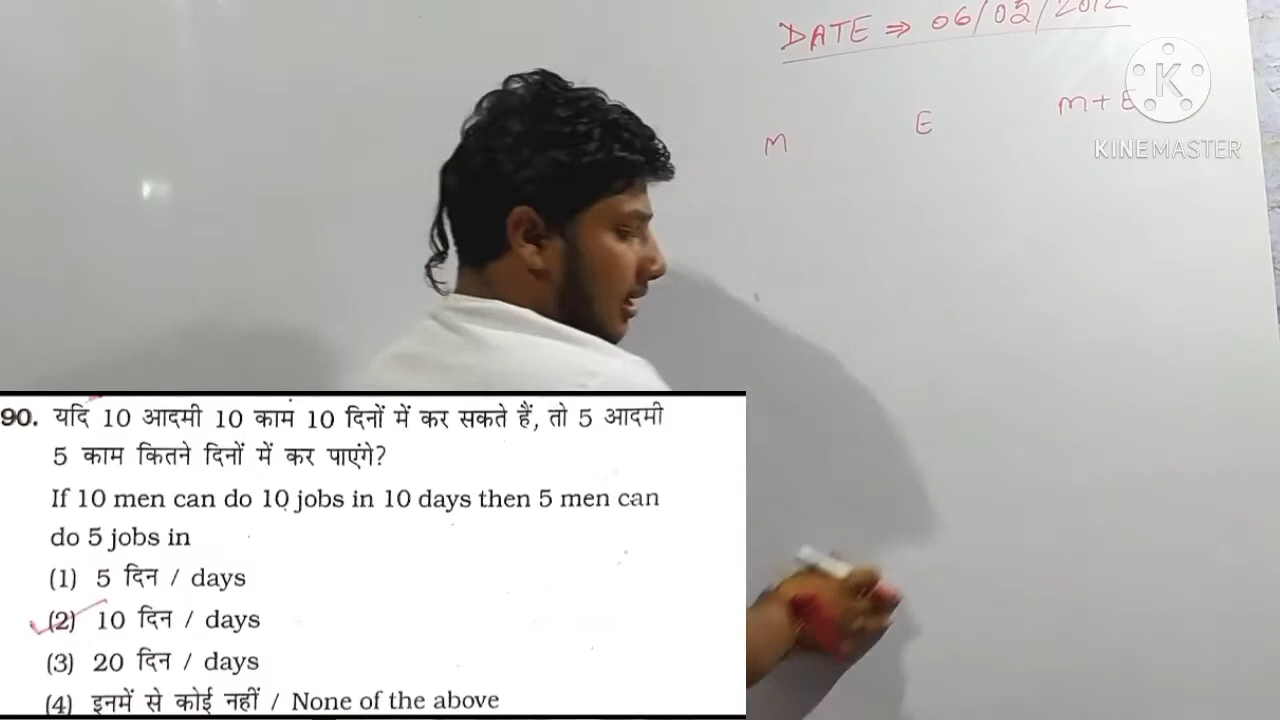 DATE ⇒ 06/03/2012
M E M+E
KINEMASTER
90. यदि 10 आदमी 10 काम 10 दिनों में कर सकते हैं, तो 5 आदमी
5 काम कितने दिनों में कर पाएंगे?
If 10 men can do 10 jobs in 10 days then 5 men can
do 5 jobs in
(1) 5 दिन / days
(2) 10 दिन / days
(3) 20 दिन / days
(4) इनमें से कोई नहीं / None of the above